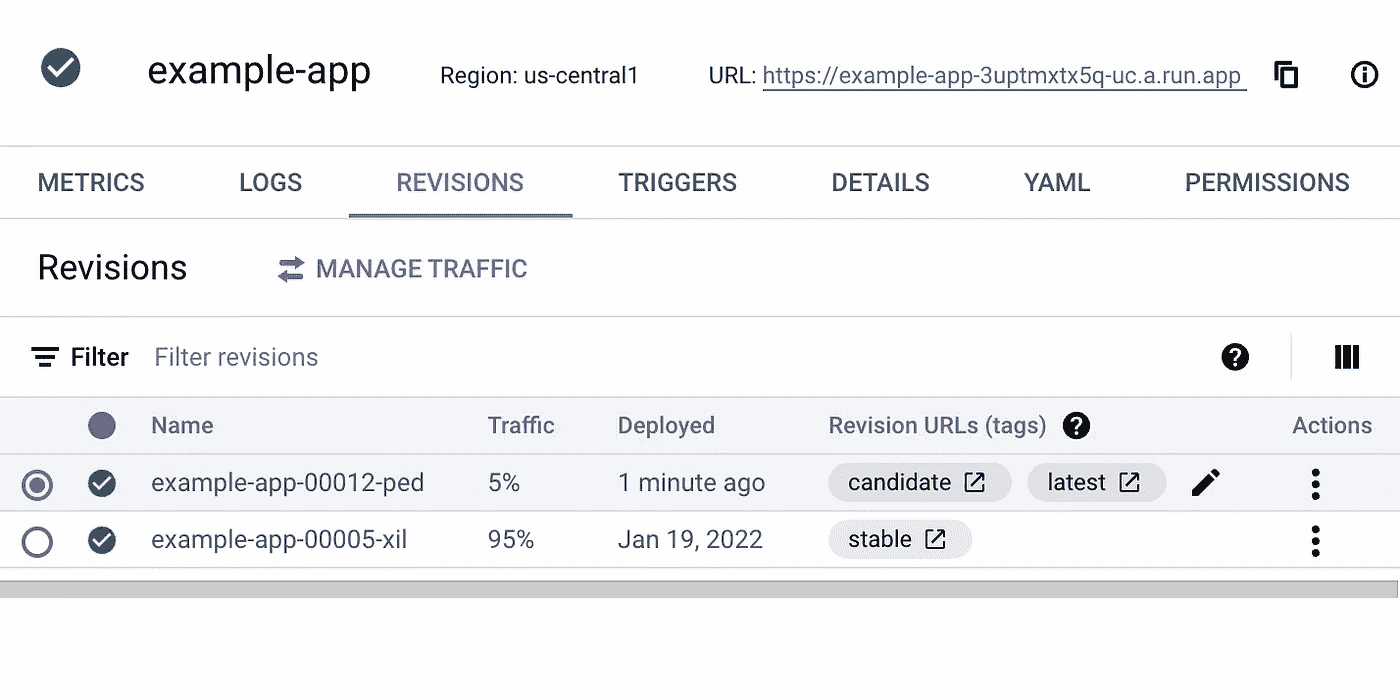 example-app Region: us-central1 URL: https://example-app-3uptmxtx5q-uc.a.run.app
METRICS LOGS REVISIONS TRIGGERS DETAILS YAML PERMISSIONS
Revisions MANAGE TRAFFIC
Filter Filter revisions
Name Traffic Deployed Revision URLs (tags) Actions
example-app-00012-ped 5% 1 minute ago candidate latest
example-app-00005-xil 95% Jan 19, 2022 stable